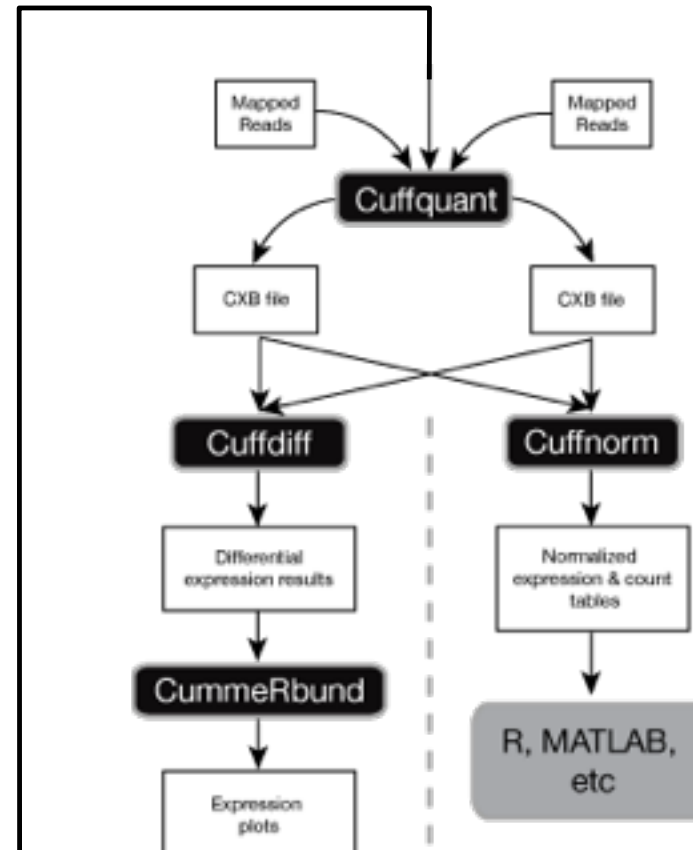 Mapped
Reads
Mapped
Reads
Cuffquant
CXB file
CXB file
Cuffdiff
Cuffnorm
Differential
expression results
Normalized
expression & count
tables
CummeRbund
R, MATLAB,
etc
Expression
plots